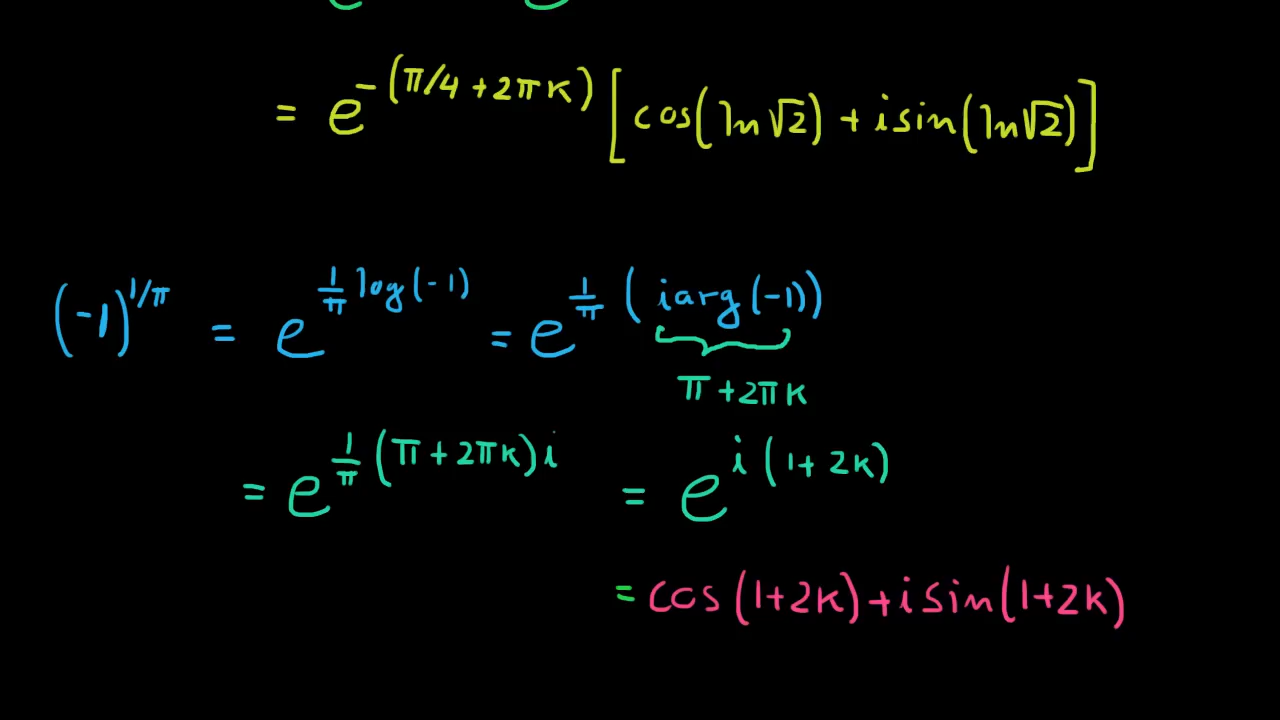 = e^-(π/4 + 2πk) [cos(ln √2) + i sin(ln √2)]
(-1)^1/π = e^1/π log(-1) = e^1/π (i arg(-1))
π + 2πk
= e^1/π (π + 2πk)i = e^i(1 + 2k)
= cos(1+2k) + i sin(1+2k)